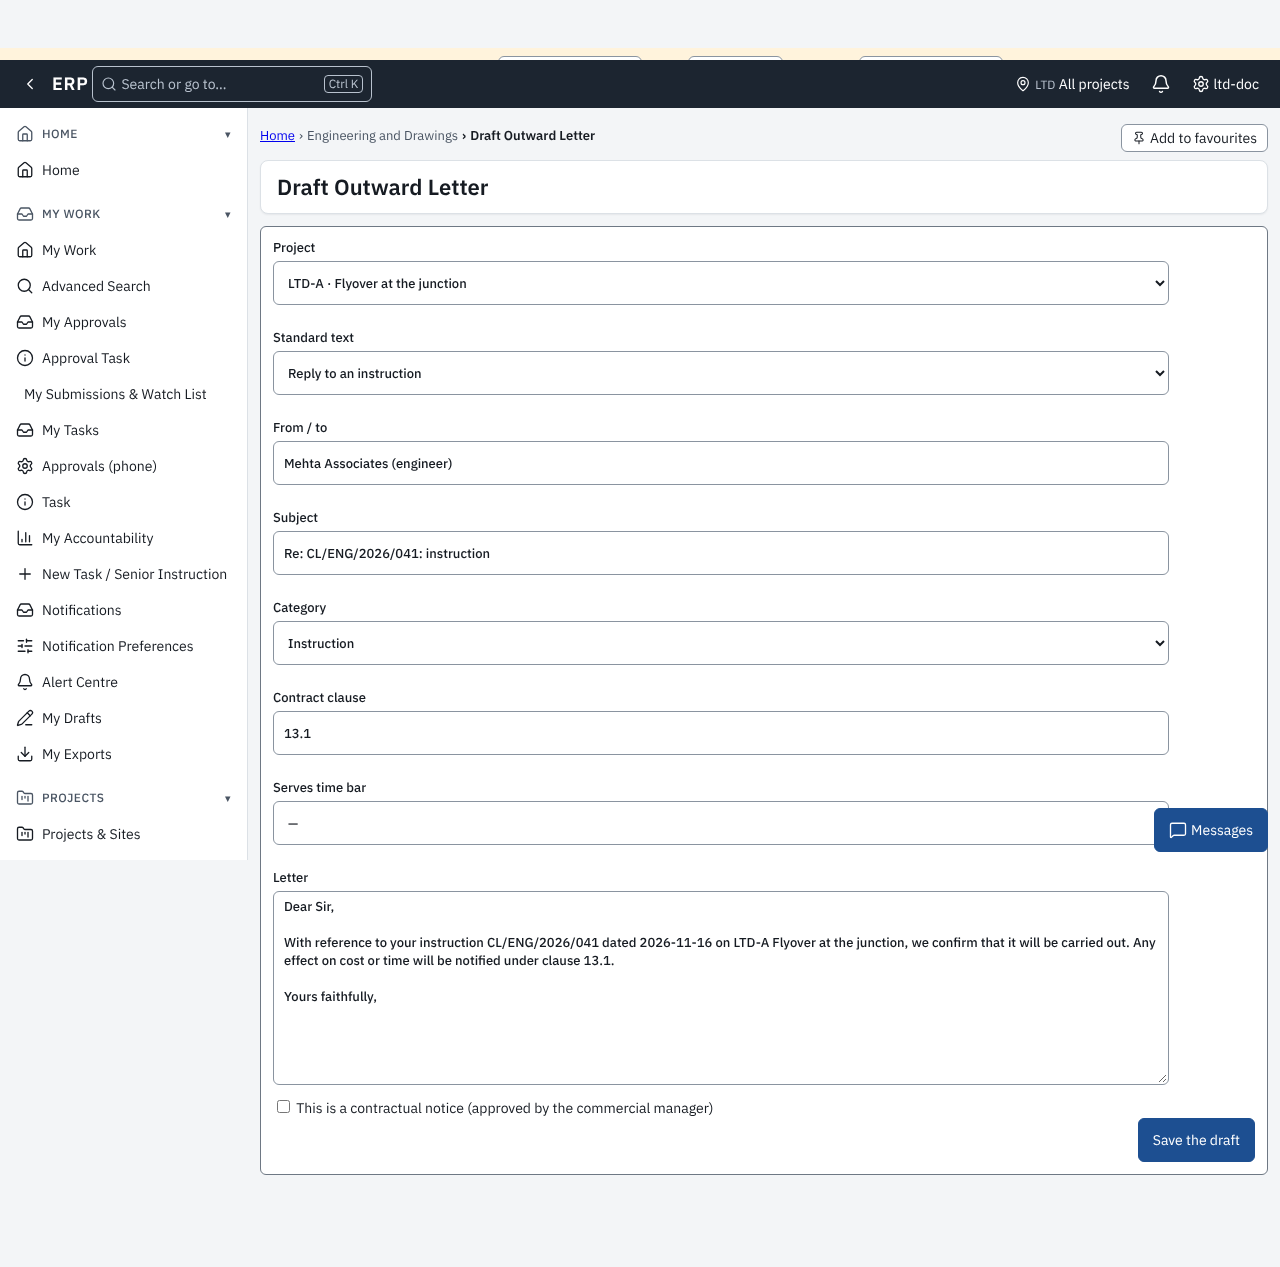 ERP
Search or go to...
Ctrl K
LTD All projects
ltd-doc
HOME
Home
MY WORK
My Work
Advanced Search
My Approvals
Approval Task
My Submissions & Watch List
My Tasks
Approvals (phone)
Task
My Accountability
New Task / Senior Instruction
Notifications
Notification Preferences
Alert Centre
My Drafts
My Exports
PROJECTS
Projects & Sites
Home › Engineering and Drawings › Draft Outward Letter
Add to favourites
Draft Outward Letter
Project
LTD-A · Flyover at the junction
Standard text
Reply to an instruction
From / to
Mehta Associates (engineer)
Subject
Re: CL/ENG/2026/041: instruction
Category
Instruction
Contract clause
13.1
Serves time bar
—
Messages
Letter
Dear Sir,
With reference to your instruction CL/ENG/2026/041 dated 2026-11-16 on LTD-A Flyover at the junction, we confirm that it will be carried out. Any
effect on cost or time will be notified under clause 13.1.
Yours faithfully,
This is a contractual notice (approved by the commercial manager)
Save the draft